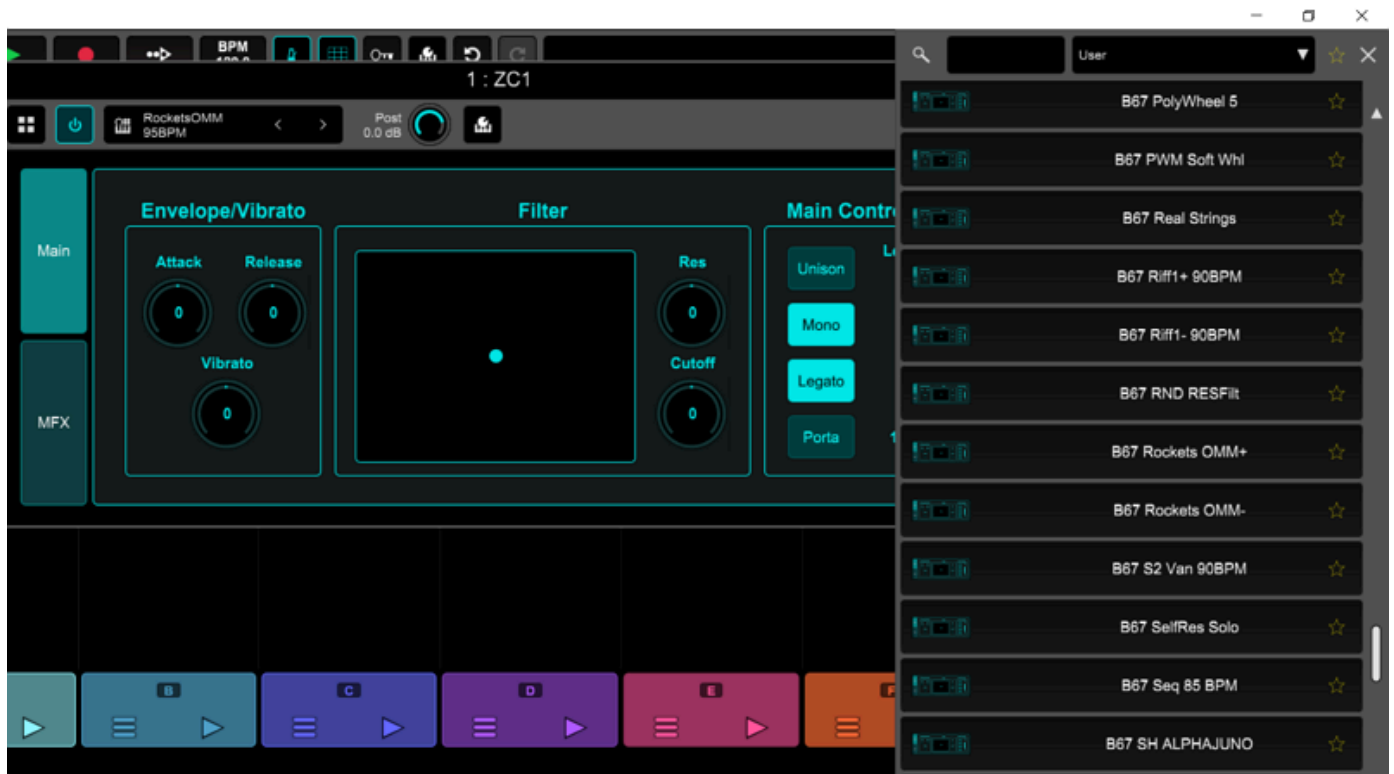 BPM
User
1 : ZC1
RocketsOMM
95BPM
Post
0.0 dB
Main
MFX
Envelope/Vibrato
Attack
Release
0
0
Vibrato
0
Filter
Res
0
Cutoff
0
Main Contr
Unison
Mono
Legato
Porta
B
C
D
E
B67 PolyWheel 5
B67 PWM Soft Whl
B67 Real Strings
B67 Riff1+ 90BPM
B67 Riff1- 90BPM
B67 RND RESFilt
B67 Rockets OMM+
B67 Rockets OMM-
B67 S2 Van 90BPM
B67 SelfRes Solo
B67 Seq 85 BPM
B67 SH ALPHAJUNO